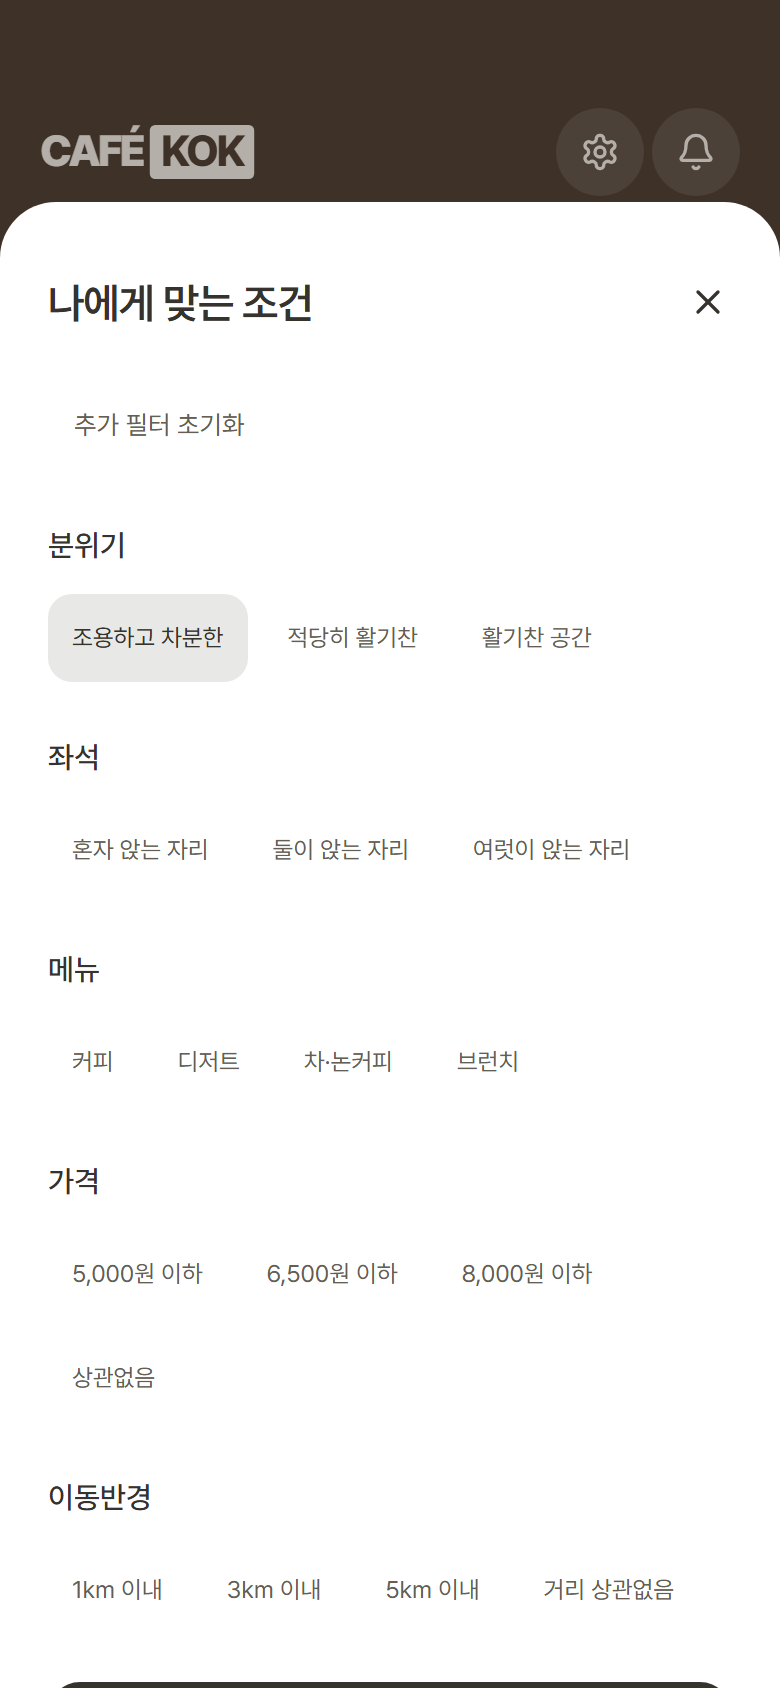 CAFÉ KOK
나에게 맞는 조건
추가 필터 초기화
분위기
조용하고 차분한 적당히 활기찬 활기찬 공간
좌석
혼자 앉는 자리 둘이 앉는 자리 여럿이 앉는 자리
메뉴
커피 디저트 차·논커피 브런치
가격
5,000원 이하 6,500원 이하 8,000원 이하
상관없음
이동반경
1km 이내 3km 이내 5km 이내 거리 상관없음